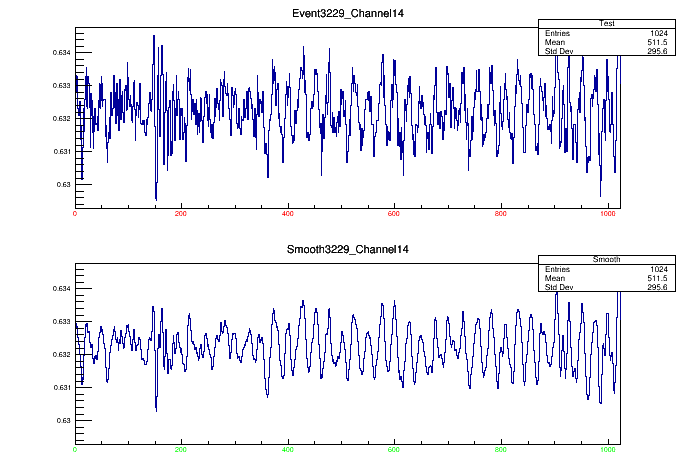 Event3229_Channel14
Test
Entries 1024
Mean 511.5
Std Dev 295.6
0.634
0.633
0.632
0.631
0.63
0 200 400 600 800 1000
Smooth3229_Channel14
Smooth
Entries 1024
Mean 511.5
Std Dev 295.6
0.634
0.633
0.632
0.631
0.63
0 200 400 600 800 1000